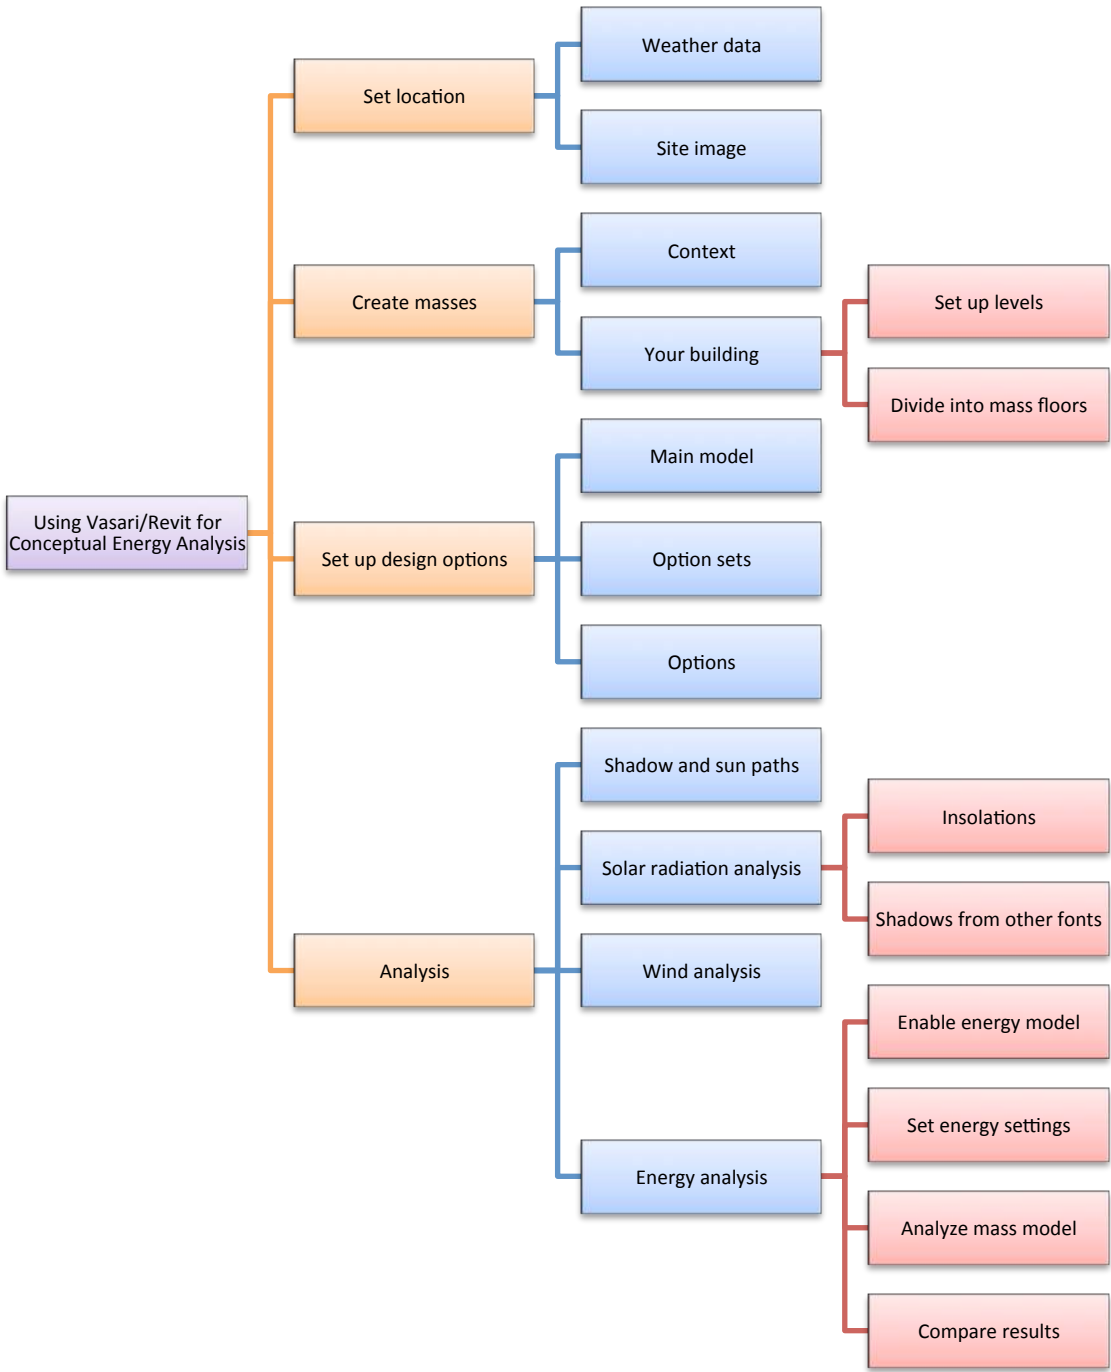 Using Vasari/Revit for
Conceptual Energy Analysis
Set location
Weather data
Site image
Create masses
Context
Your building
Set up levels
Divide into mass floors
Set up design options
Main model
Option sets
Options
Analysis
Shadow and sun paths
Solar radiation analysis
Insolations
Shadows from other fonts
Wind analysis
Energy analysis
Enable energy model
Set energy settings
Analyze mass model
Compare results